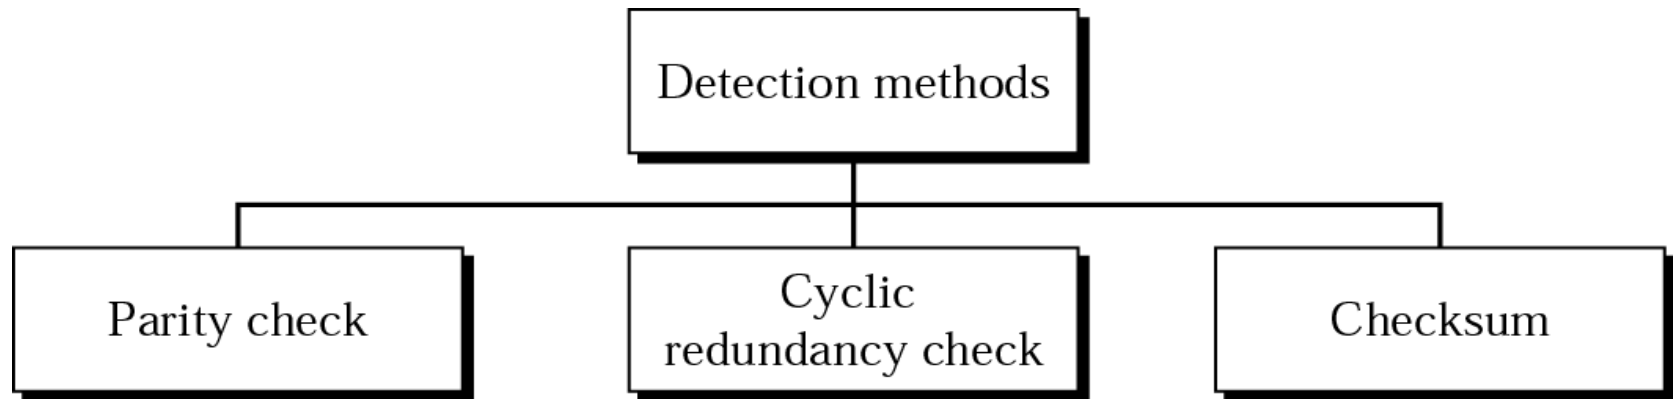 Detection methods
Parity check
Cyclic
redundancy check
Checksum